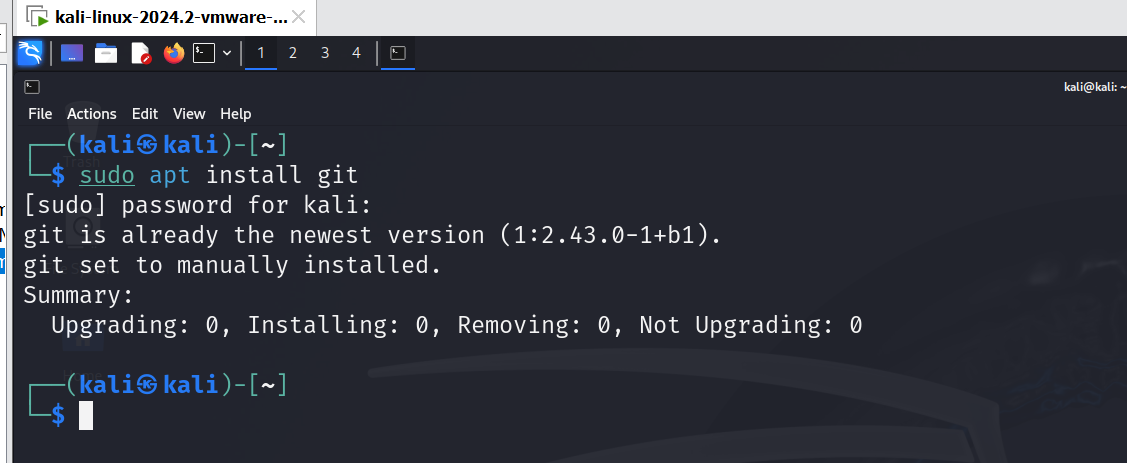 kali-linux-2024.2-vmware-...
1 2 3 4
kali@kali: ~
File Actions Edit View Help
┌──(kali㉿kali)-[~]
└─$ sudo apt install git
[sudo] password for kali:
git is already the newest version (1:2.43.0-1+b1).
git set to manually installed.
Summary:
  Upgrading: 0, Installing: 0, Removing: 0, Not Upgrading: 0
┌──(kali㉿kali)-[~]
└─$